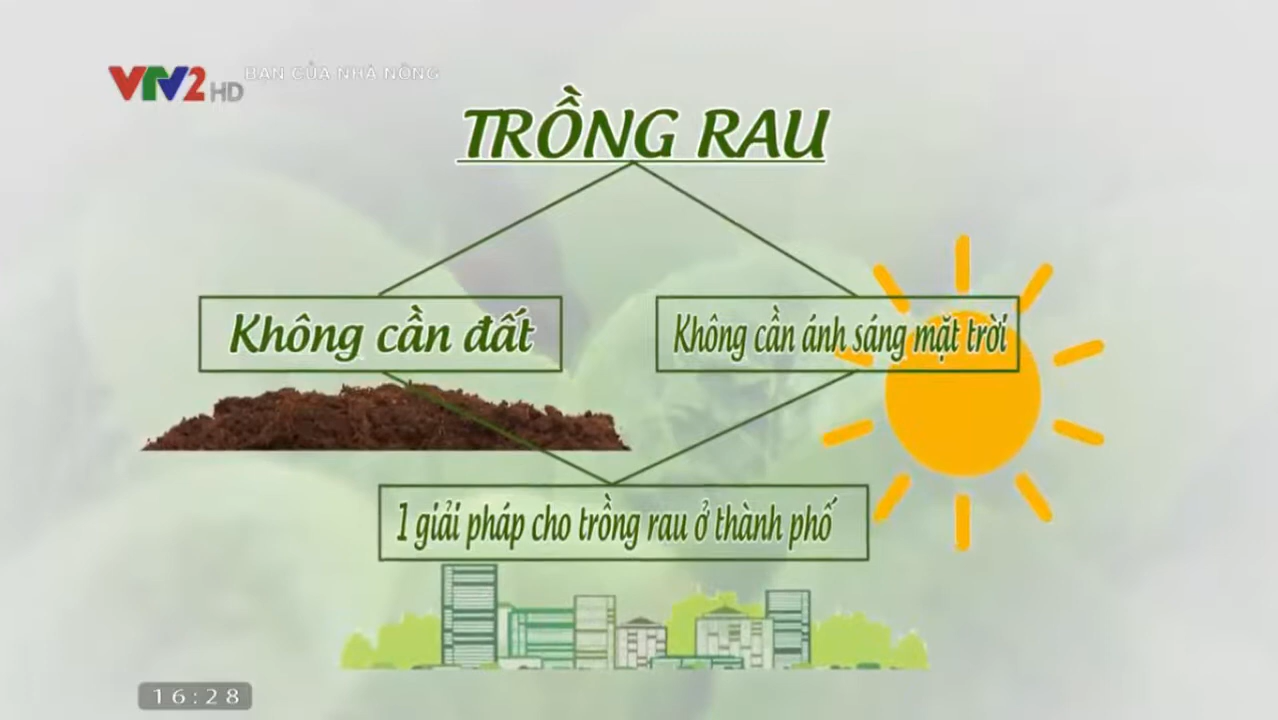 VTV2 HD BẠN CỦA NHÀ NÔNG
TRỒNG RAU
Không cần đất
Không cần ánh sáng mặt trời
1 giải pháp cho trồng rau ở thành phố
16:28